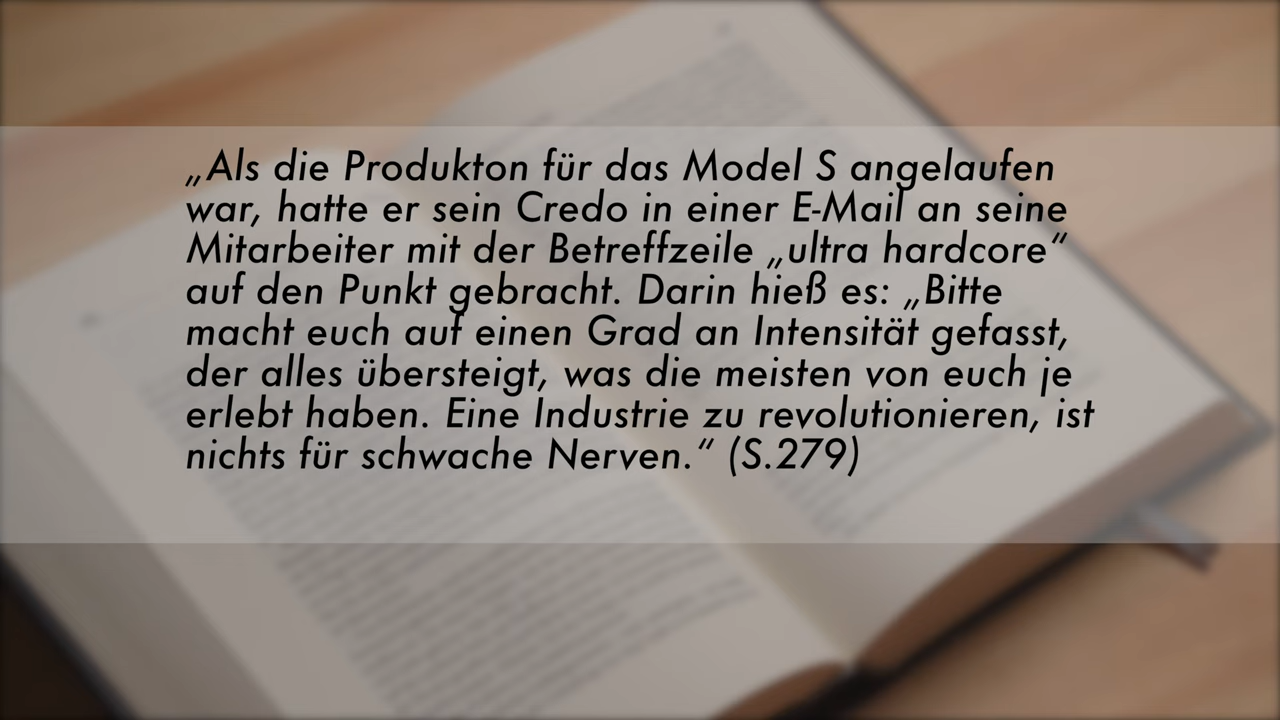 „Als die Produkton für das Model S angelaufen
war, hatte er sein Credo in einer E-Mail an seine
Mitarbeiter mit der Betreffzeile „ultra hardcore“
auf den Punkt gebracht. Darin hieß es: „Bitte
macht euch auf einen Grad an Intensität gefasst,
der alles übersteigt, was die meisten von euch je
erlebt haben. Eine Industrie zu revolutionieren, ist
nichts für schwache Nerven.“ (S.279)